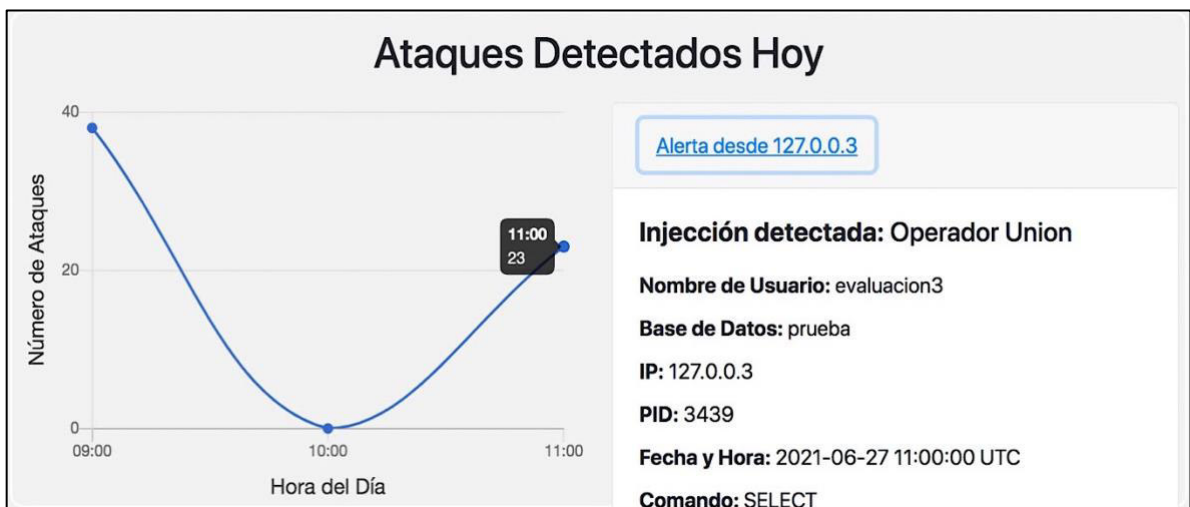 Ataques Detectados Hoy
Número de Ataques
40
20
0
09:00
10:00
11:00
Hora del Día
11:00
23
Alerta desde 127.0.0.3
Injección detectada: Operador Union
Nombre de Usuario: evaluacion3
Base de Datos: prueba
IP: 127.0.0.3
PID: 3439
Fecha y Hora: 2021-06-27 11:00:00 UTC
Comando: SELECT